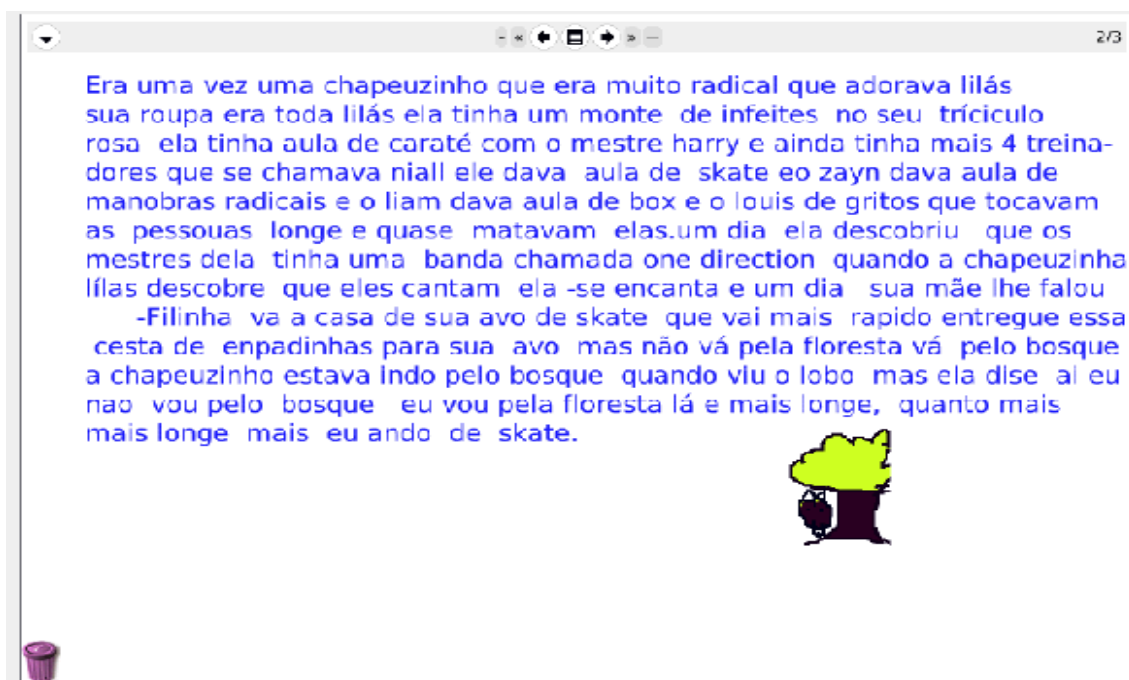 2/3
Era uma vez uma chapeuzinho que era muito radical que adorava lilás
sua roupa era toda lilás ela tinha um monte de infeites no seu tríciculo
rosa ela tinha aula de caraté com o mestre harry e ainda tinha mais 4 treina-
dores que se chamava niall ele dava aula de skate eo zayn dava aula de
manobras radicais e o liam dava aula de box e o louis de gritos que tocavam
as pessouas longe e quase matavam elas.um dia ela descobriu que os
mestres dela tinha uma banda chamada one direction quando a chapeuzinha
lílas descobre que eles cantam ela -se encanta e um dia sua mãe lhe falou
-Filinha va a casa de sua avo de skate que vai mais rapido entregue essa
cesta de enpadinhas para sua avo mas não vá pela floresta vá pelo bosque
a chapeuzinho estava indo pelo bosque quando viu o lobo mas ela dise ai eu
nao vou pelo bosque eu vou pela floresta lá e mais longe, quanto mais
mais longe mais eu ando de skate.